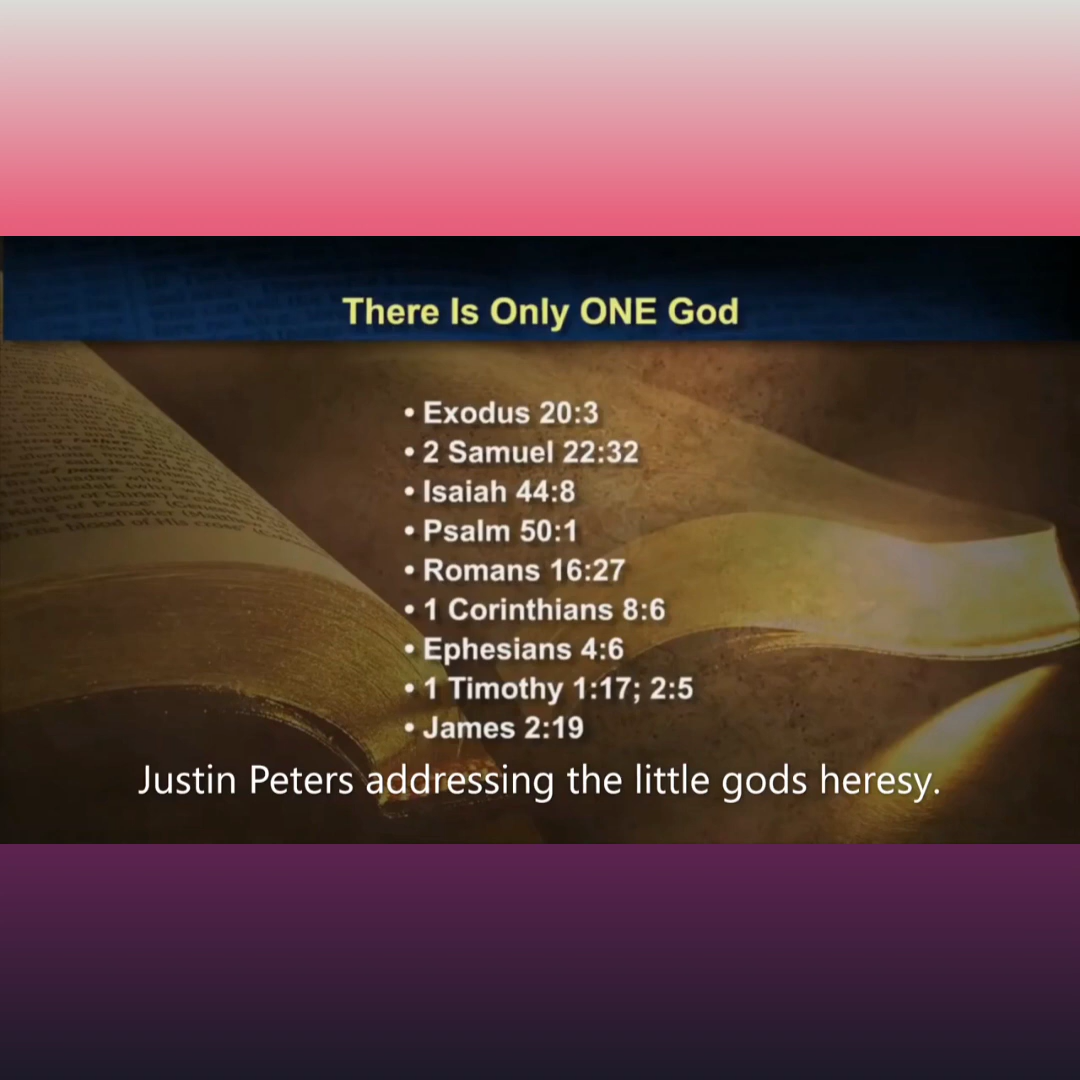 There Is Only ONE God
• Exodus 20:3
• 2 Samuel 22:32
• Isaiah 44:8
• Psalm 50:1
• Romans 16:27
• 1 Corinthians 8:6
• Ephesians 4:6
• 1 Timothy 1:17; 2:5
• James 2:19
Justin Peters addressing the little gods heresy.